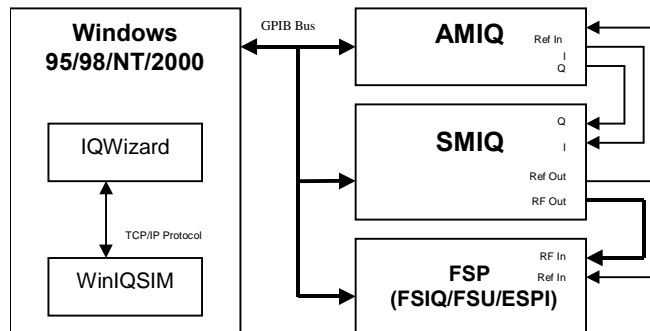 Windows
95/98/NT/2000
IQWizard
TCP/IP Protocol
WinIQSIM
GPIB Bus
AMIQ
Ref In
I
Q
SMIQ
Q
I
Ref Out
RF Out
FSP
(FSIQ/FSU/ESPI)
RF In
Ref In